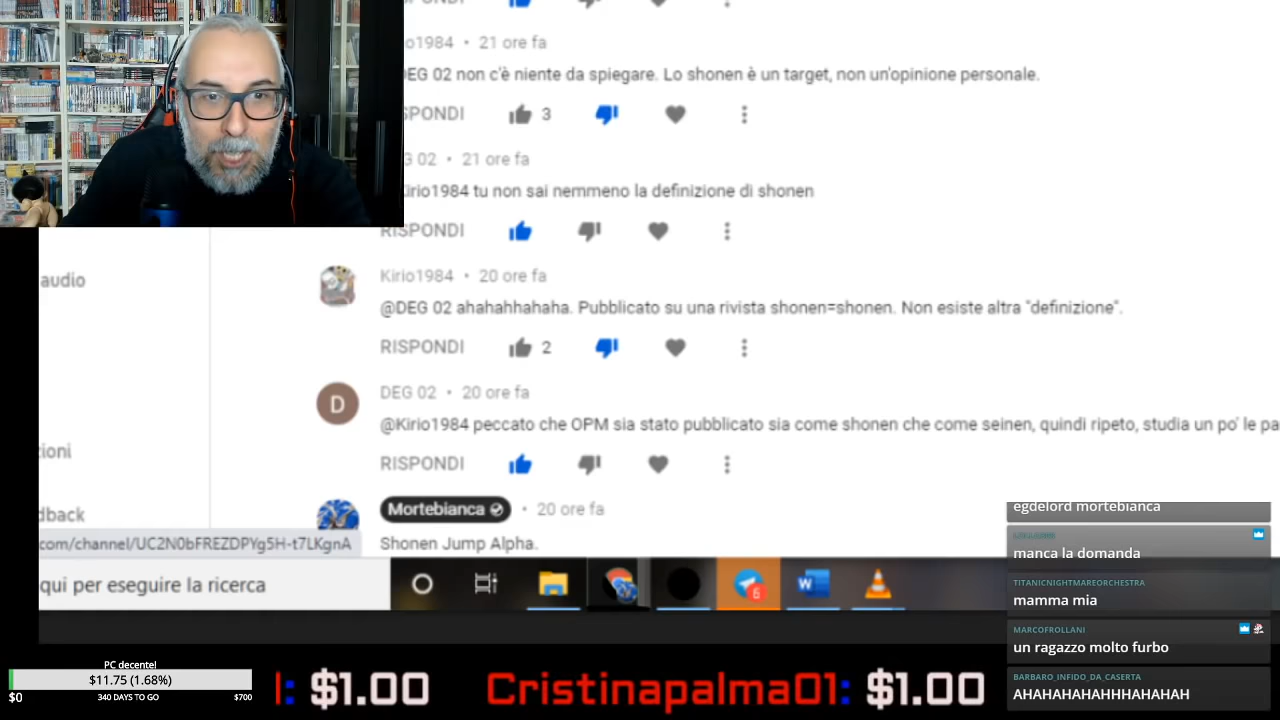 RISPONDI
io1984 • 21 ore fa
DEG 02 non c'è niente da spiegare. Lo shonen è un target, non un'opinione personale.
SPONDI 3
G 02 • 21 ore fa
Kirio1984 tu non sai nemmeno la definizione di shonen
RISPONDI
audio
Kirio1984 • 20 ore fa
@DEG 02 ahahahhahaha. Pubblicato su una rivista shonen=shonen. Non esiste altra "definizione".
RISPONDI 2
D
DEG 02 • 20 ore fa
@Kirio1984 peccato che OPM sia stato pubblicato sia come shonen che come seinen, quindi ripeto, studia un po' le pa
zioni
RISPONDI
dback
Mortebianca • 20 ore fa
com/channel/UC2N0bFREZDPYg5H-t7LKgnA
Shonen Jump Alpha.
qui per eseguire la ricerca
6
W
egdelord mortebianca
manca la domanda
TITANICNIGHTMAREORCHESTRA
mamma mia
MARCOFROLLANI
un ragazzo molto furbo
BARBARO_INFIDO_DA_CASERTA
AHAHAHAHAHHHAHAHAH
PC decente!
$11.75 (1.68%)
$0 340 DAYS TO GO $700
: $1.00 Cristinapalma01: $1.00